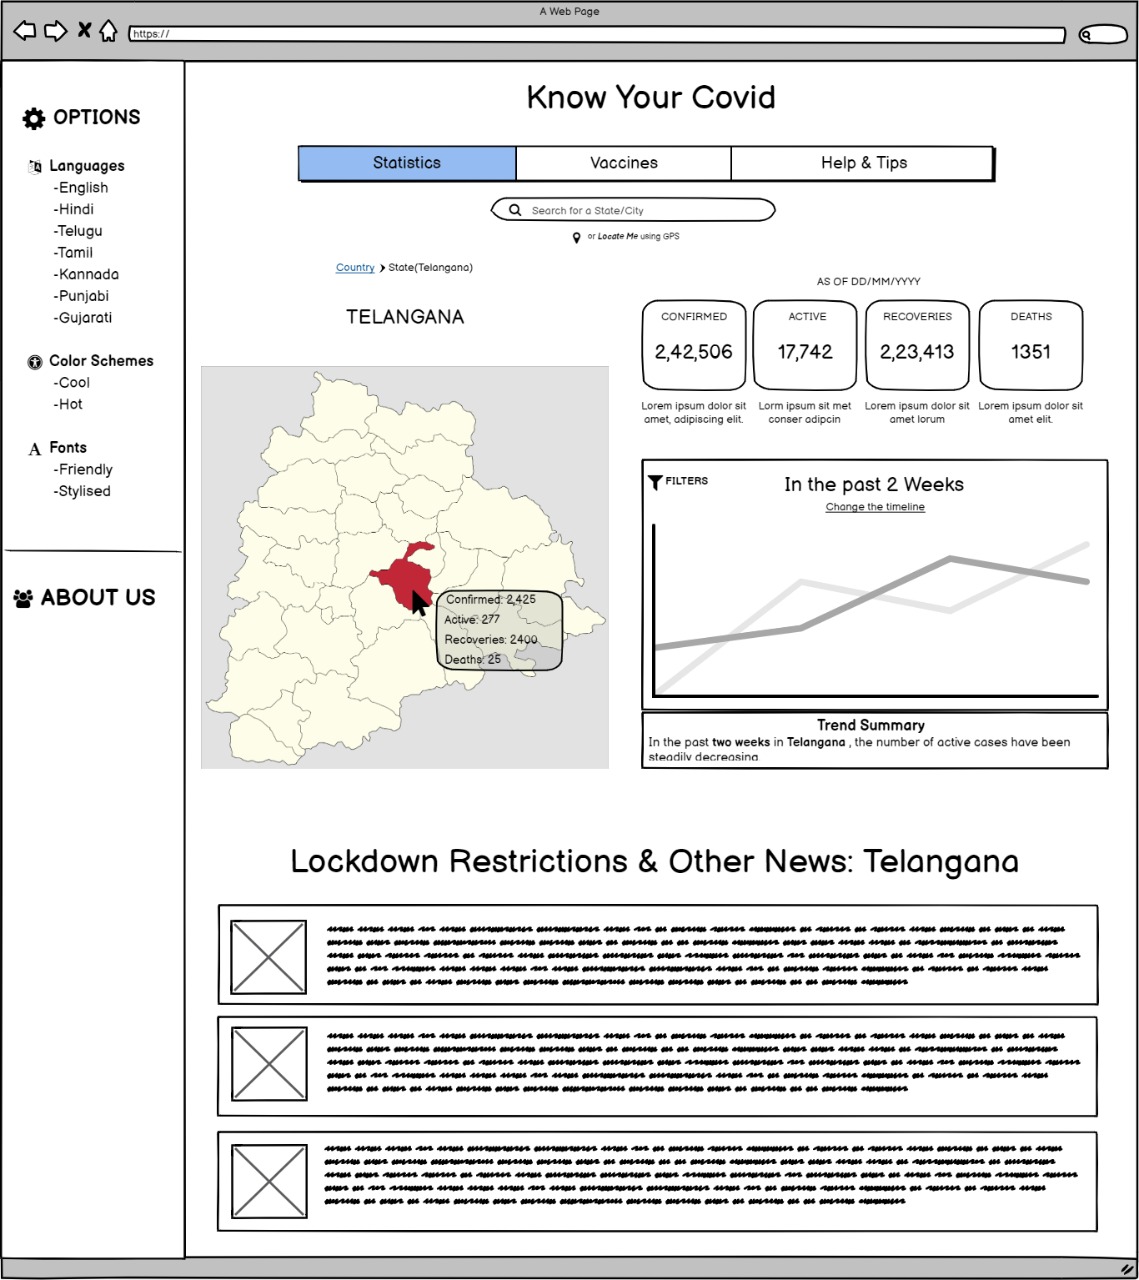 A Web Page
https://
OPTIONS
Languages
-English
-Hindi
-Telugu
-Tamil
-Kannada
-Punjabi
-Gujarati
Color Schemes
-Cool
-Hot
A Fonts
-Friendly
-Stylised
ABOUT US
Know Your Covid
Statistics Vaccines Help & Tips
Search for a State/City
or Locate Me using GPS
Country State(Telangana)
TELANGANA
Confirmed: 2,425
Active: 277
Recoveries: 2400
Deaths: 25
AS OF DD/MM/YYYY
CONFIRMED
2,42,506
Lorem ipsum dolor sit
amet, adipiscing elit.
ACTIVE
17,742
Lorm ipsum sit met
conser adipcin
RECOVERIES
2,23,413
Lorem ipsum dolor sit
amet lorum
DEATHS
1351
Lorem ipsum dolor sit
amet elit.
FILTERS
In the past 2 Weeks
Change the timeline
Trend Summary
In the past two weeks in Telangana , the number of active cases have been
steadily decreasing
Lockdown Restrictions & Other News: Telangana